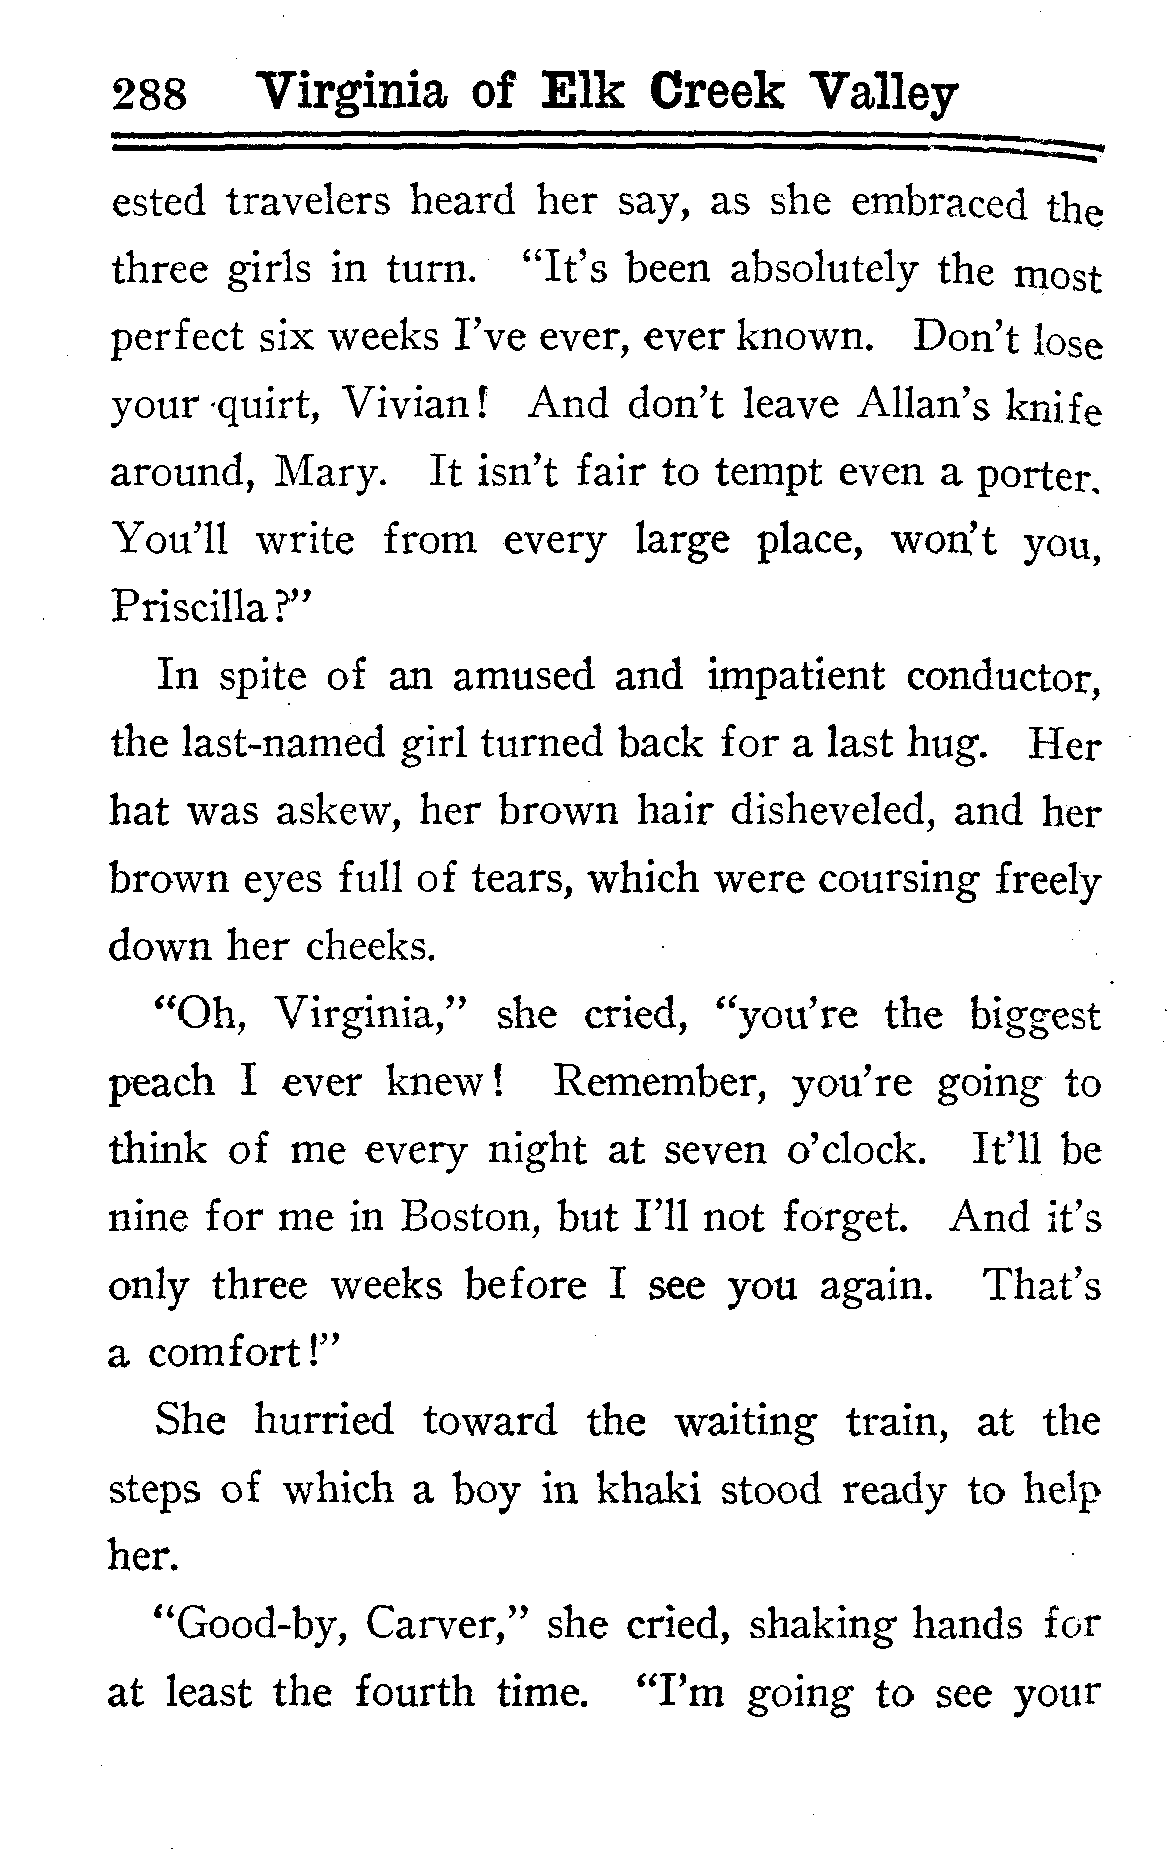 288 Virginia of Elk Creek Valley
ested travelers heard her say, as she embraced the
three girls in turn. “It’s been absolutely the most
perfect six weeks I’ve ever, ever known. Don’t lose
your quirt, Vivian! And don’t leave Allan’s knife
around, Mary. It isn’t fair to tempt even a porter.
You’ll write from every large place, won’t you,
Priscilla?”
In spite of an amused and impatient conductor,
the last-named girl turned back for a last hug. Her
hat was askew, her brown hair disheveled, and her
brown eyes full of tears, which were coursing freely
down her cheeks.
“Oh, Virginia,” she cried, “you’re the biggest
peach I ever knew! Remember, you’re going to
think of me every night at seven o’clock. It’ll be
nine for me in Boston, but I’ll not forget. And it’s
only three weeks before I see you again. That’s
a comfort!”
She hurried toward the waiting train, at the
steps of which a boy in khaki stood ready to help
her.
“Good-by, Carver,” she cried, shaking hands for
at least the fourth time. “I’m going to see your